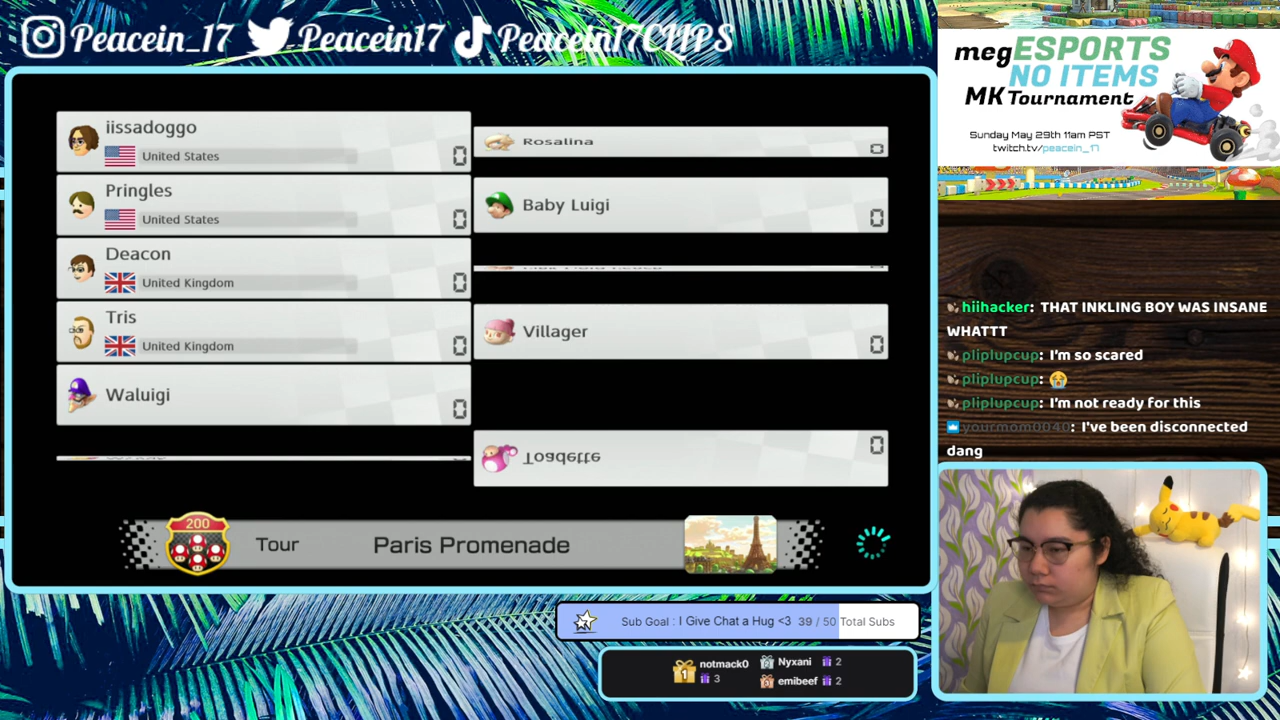 Peacein_17 Peacein17 Peacein17CLIPS
megESPORTS
NO ITEMS
MK Tournament
Sunday May 29th 11am PST
twitch.tv/peacein_17
iissadoggo
United States
0
Pringles
United States
0
Deacon
United Kingdom
0
Tris
United Kingdom
0
Waluigi
0
Rosalina
0
Baby Luigi
0
Villager
0
Toadette
0
200
Tour Paris Promenade
hiihacker: THAT INKLING BOY WAS INSANE
WHATTT
pliplupcup: I'm so scared
pliplupcup: 😭
pliplupcup: I'm not ready for this
yourmom0040: I've been disconnected
dang
Sub Goal : I Give Chat a Hug <3 39 / 50 Total Subs
1 notmack0 3
Nyxani 2
emibeef 2